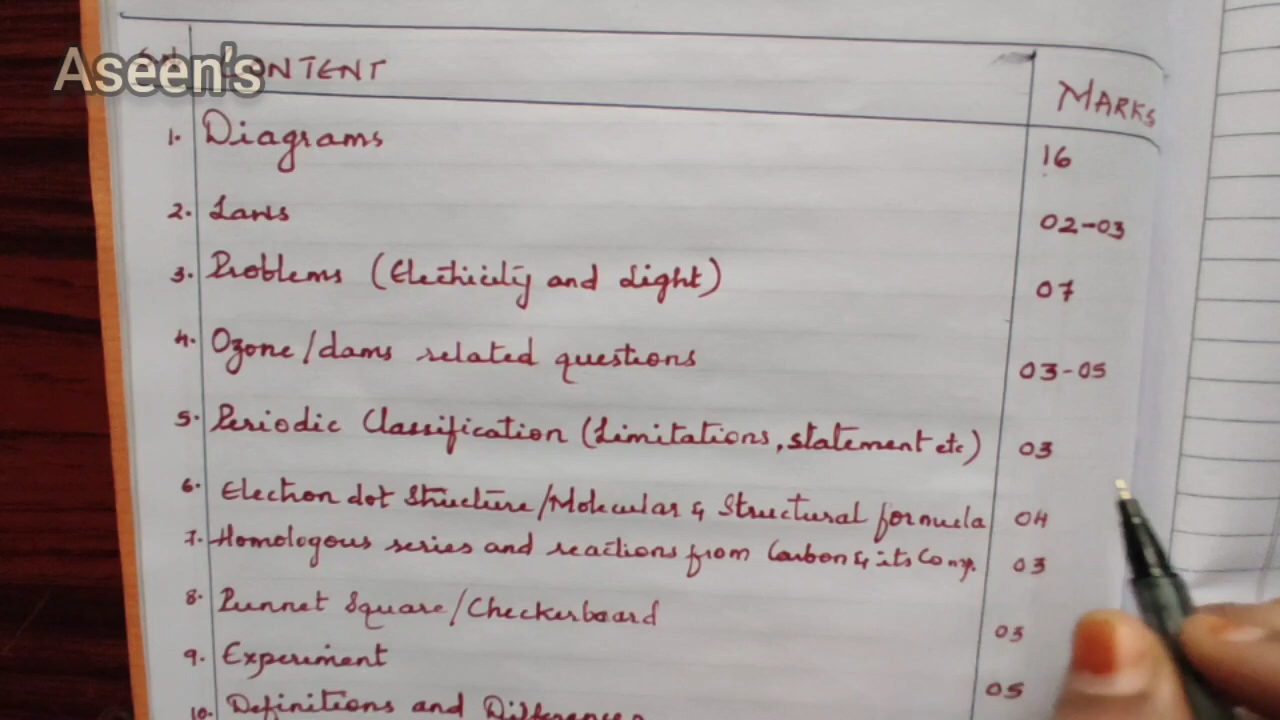 Aseen's
CONTENT MARKS
1. Diagrams 16
2. Laws 02-03
3. Problems (Electricity and Light) 07
4. Ozone/dams related questions 03-05
5. Periodic Classification (Limitations, statement etc) 03
6. Electron dot Structure/Molecular & Structural formula 04
7. Homologous series and reactions from Carbon & its Comp. 03
8. Punnet Square/Checkerboard 03
9. Experiment 05
10. Definitions and Differences